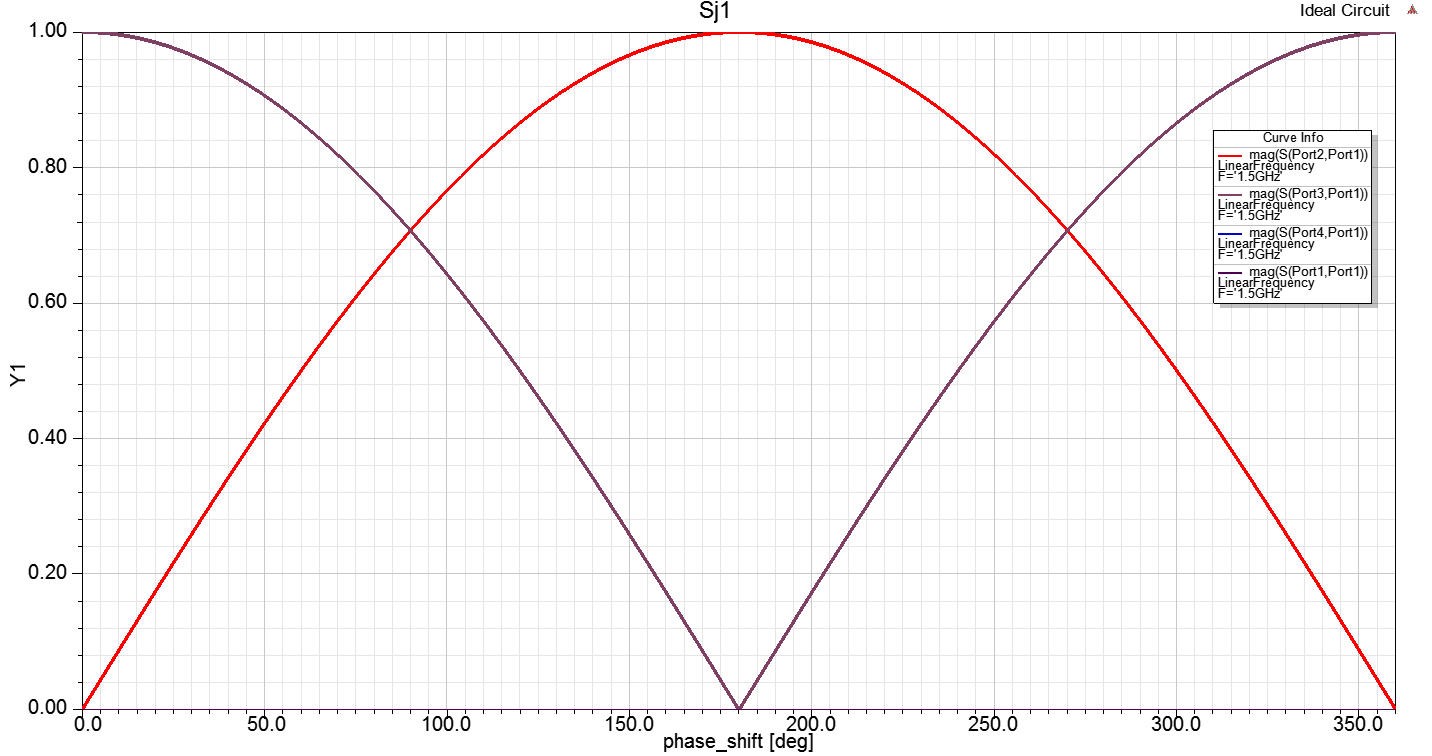 Sj1
Ideal Circuit
1.00
0.80
0.60
0.40
0.20
0.00
Y1
Curve Info
mag(S(Port2,Port1))
LinearFrequency
F='1.5GHz'
mag(S(Port3,Port1))
LinearFrequency
F='1.5GHz'
mag(S(Port4,Port1))
LinearFrequency
F='1.5GHz'
mag(S(Port1,Port1))
LinearFrequency
F='1.5GHz'
0.0 50.0 100.0 150.0 200.0 250.0 300.0 350.0
phase_shift [deg]